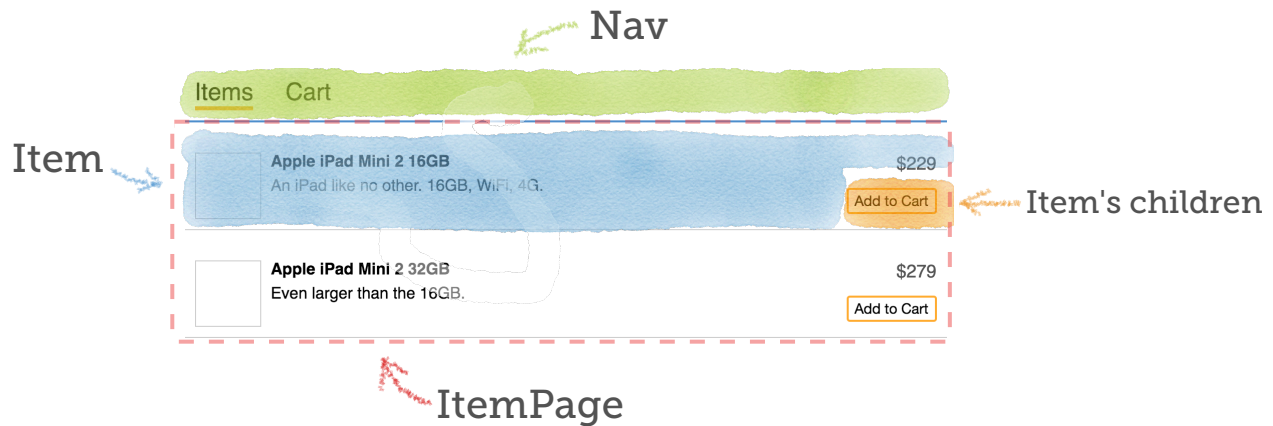 Nav
Items Cart
Item
Apple iPad Mini 2 16GB
$229
An iPad like no other. 16GB, WiFi, 4G.
Add to Cart
Item's children
Apple iPad Mini 2 32GB
$279
Even larger than the 16GB.
Add to Cart
ItemPage